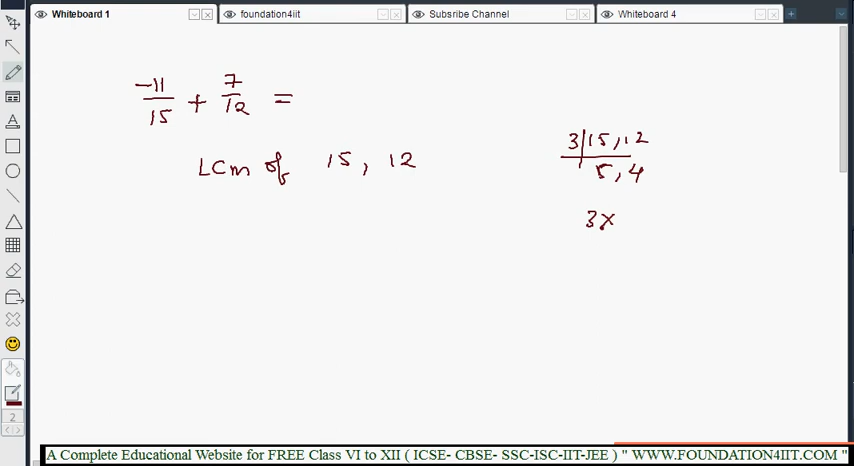 Whiteboard 1 foundation4iit Subsribe Channel Whiteboard 4
-11/15 + 7/12 =
3|15, 12
LCM of 15, 12
5, 4
3×
2
A Complete Educational Website for FREE Class VI to XII ( ICSE- CBSE- SSC-ISC-IIT-JEE ) " WWW.FOUNDATION4IIT.COM "